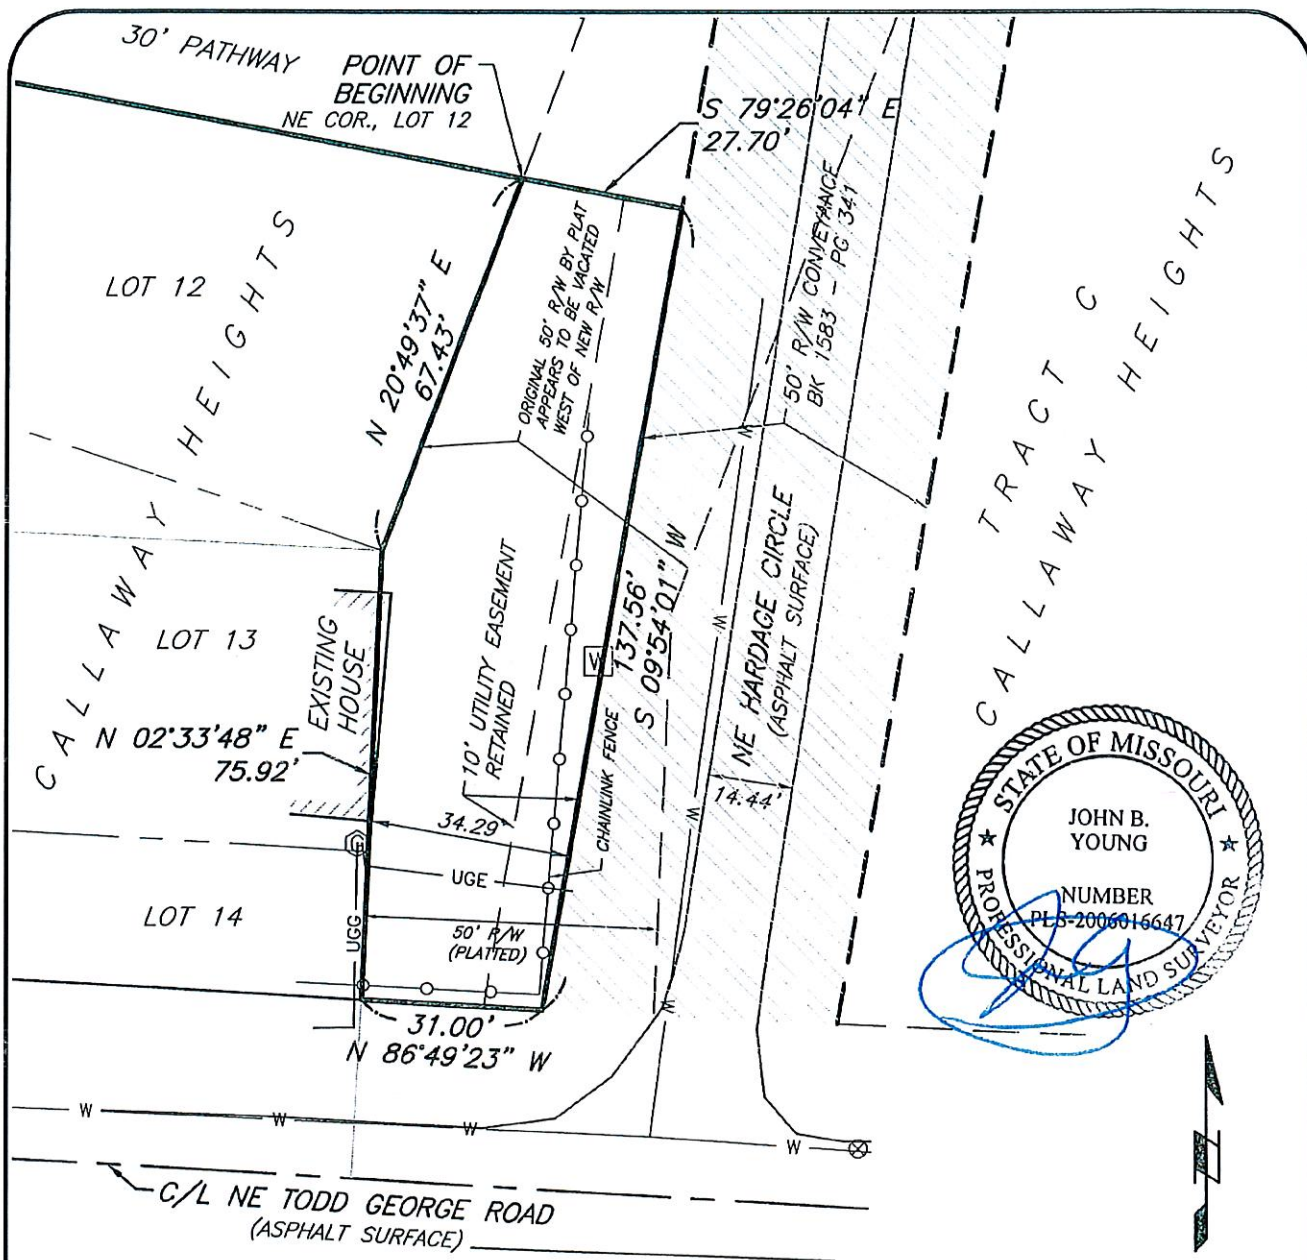 30' PATHWAY
POINT OF
BEGINNING
NE COR., LOT 12
S 79°26'04" E
27.70'
LOT 12
CALLAWAY HEIGHTS
N 20°49'37" E
67.43'
ORIGINAL 50' R/W BY PLAT
APPEARS TO BE VACATED
WEST OF NEW R/W
50' R/W CONVEYANCE
BK 1583 - PG 341
TRACT C
CALLAWAY HEIGHTS
LOT 13
EXISTING
HOUSE
N 02°33'48" E
75.92'
10' UTILITY EASEMENT
RETAINED
W
137.56'
S 09°54'01" W
NE HARDAGE CIRCLE
(ASPHALT SURFACE)
W
W
W
W
14.44'
CHAINLINK FENCE
34.29'
UGE
LOT 14
UGG
50' R/W
(PLATTED)
31.00'
N 86°49'23" W
STATE OF MISSOURI
JOHN B.
YOUNG
NUMBER
PLS-2006016647
PROFESSIONAL LAND SURVEYOR
W
W
W
W
C/L NE TODD GEORGE ROAD
(ASPHALT SURFACE)
N